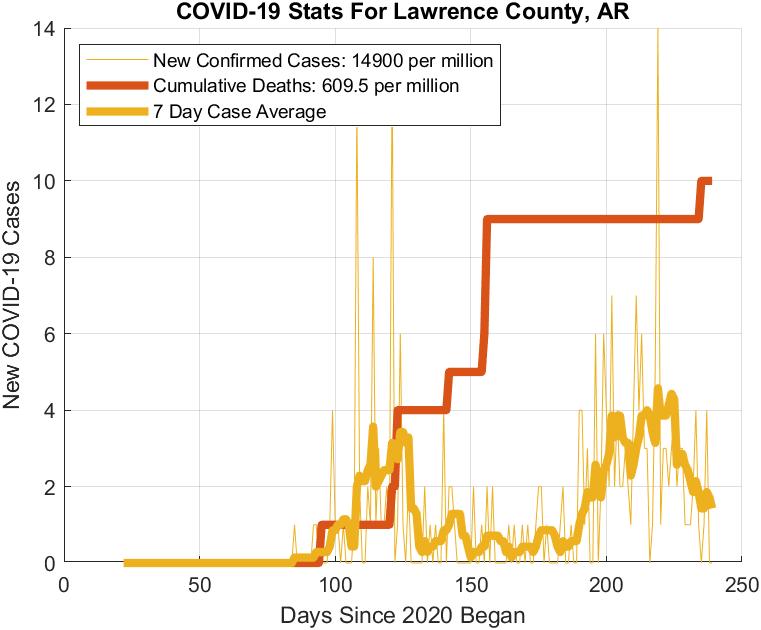 COVID-19 Stats For Lawrence County, AR
New Confirmed Cases: 14900 per million
Cumulative Deaths: 609.5 per million
7 Day Case Average
New COVID-19 Cases
14
12
10
8
6
4
2
0
0 50 100 150 200 250
Days Since 2020 Began